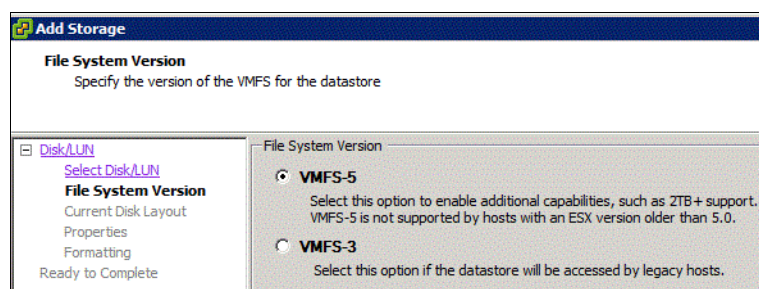 Add Storage
File System Version
Specify the version of the VMFS for the datastore
Disk/LUN
Select Disk/LUN
File System Version
Current Disk Layout
Properties
Formatting
Ready to Complete
File System Version
VMFS-5
Select this option to enable additional capabilities, such as 2TB+ support.
VMFS-5 is not supported by hosts with an ESX version older than 5.0.
VMFS-3
Select this option if the datastore will be accessed by legacy hosts.